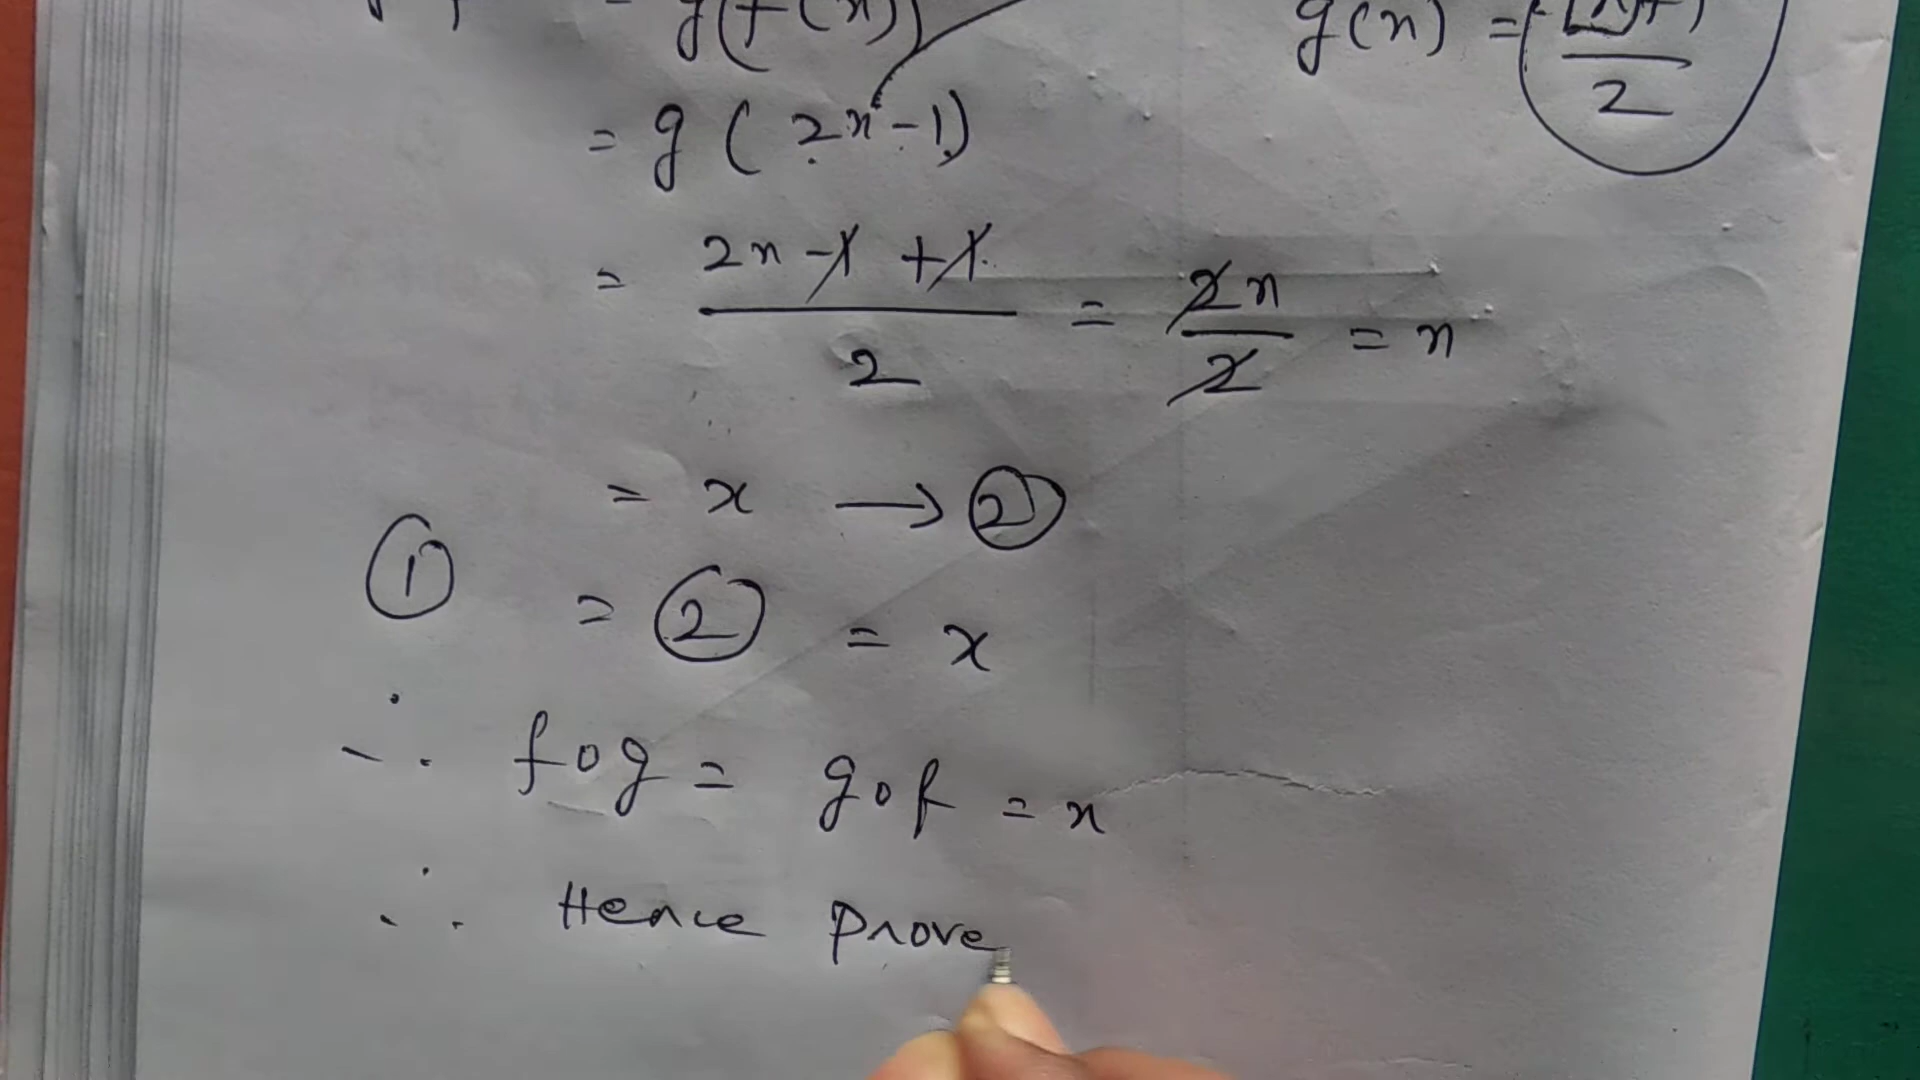 = g(f(x))
g(x) = [x]+1 / 2
= g ( 2x - 1 )
= 2x - 1 + 1 / 2 = 2x / 2 = x
= x → ②
① = ② = x
∴ fog = gof = x
∴ Hence Prove